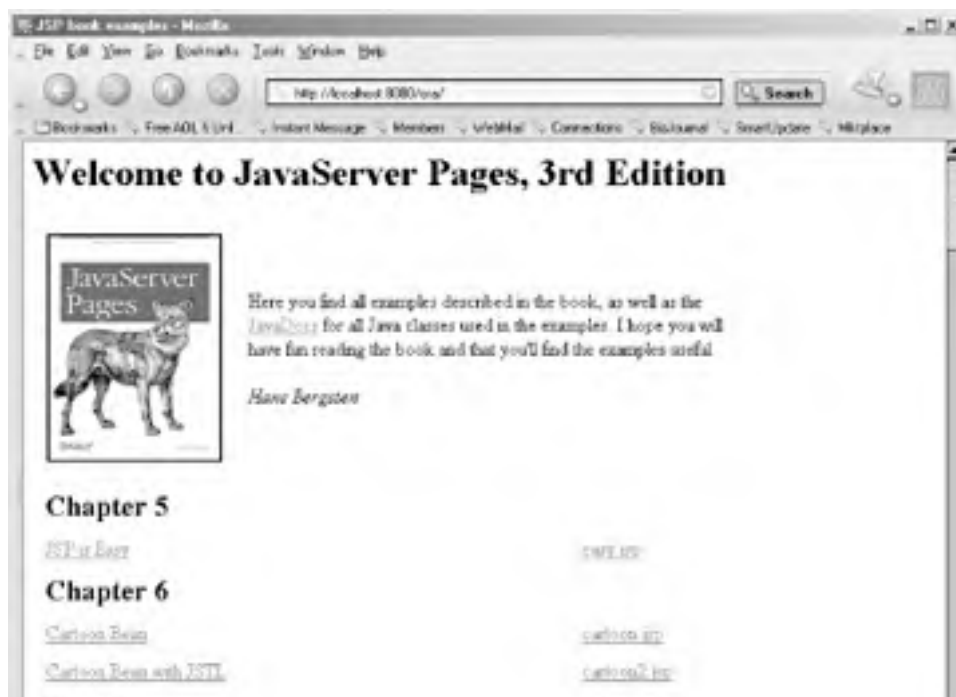 JSP book examples - Mozilla
File Edit View Go Bookmarks Tools Window Help
http://localhost:8080/ora/ Search
Bookmarks Free AOL & Unl... Instant Message Members WebMail Connections BizJournal SmartUpdate Mktplace
Welcome to JavaServer Pages, 3rd Edition
JavaServer
Pages
Here you find all examples described in the book, as well as the
JavaDocs for all Java classes used in the examples. I hope you will
have fun reading the book and that you'll find the examples useful.
Hans Bergsten
Chapter 5
JSP is Easy easy.jsp
Chapter 6
Cartoon Bean cartoon.jsp
Cartoon Bean with JSTL cartoon2.jsp